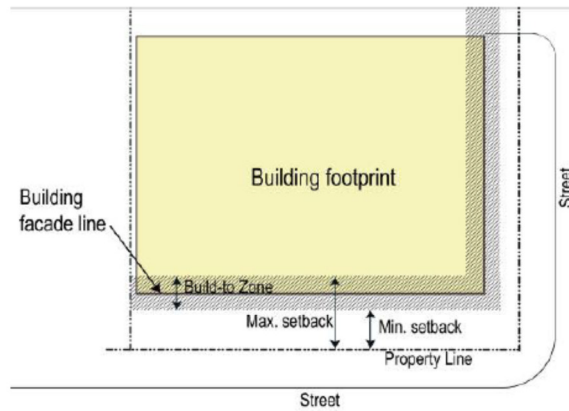 Building footprint
Street
Building
facade line
Build-to Zone
Max. setback
Min. setback
Property Line
Street